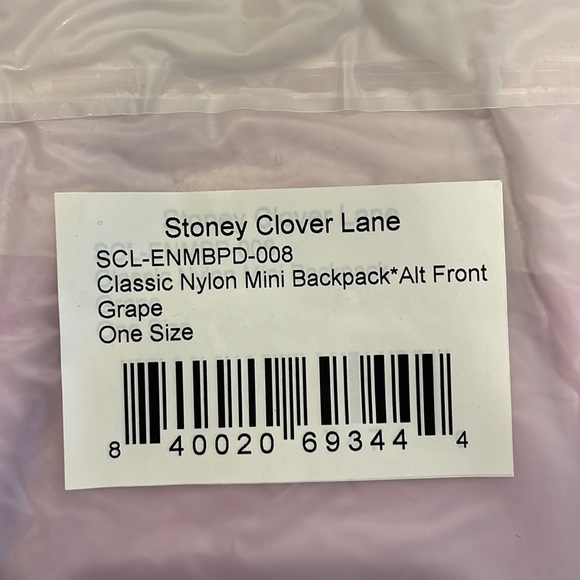 Stoney Clover Lane
SCL-ENMBPD-008
Classic Nylon Mini Backpack*Alt Front
Grape
One Size
8 40020 69344 4